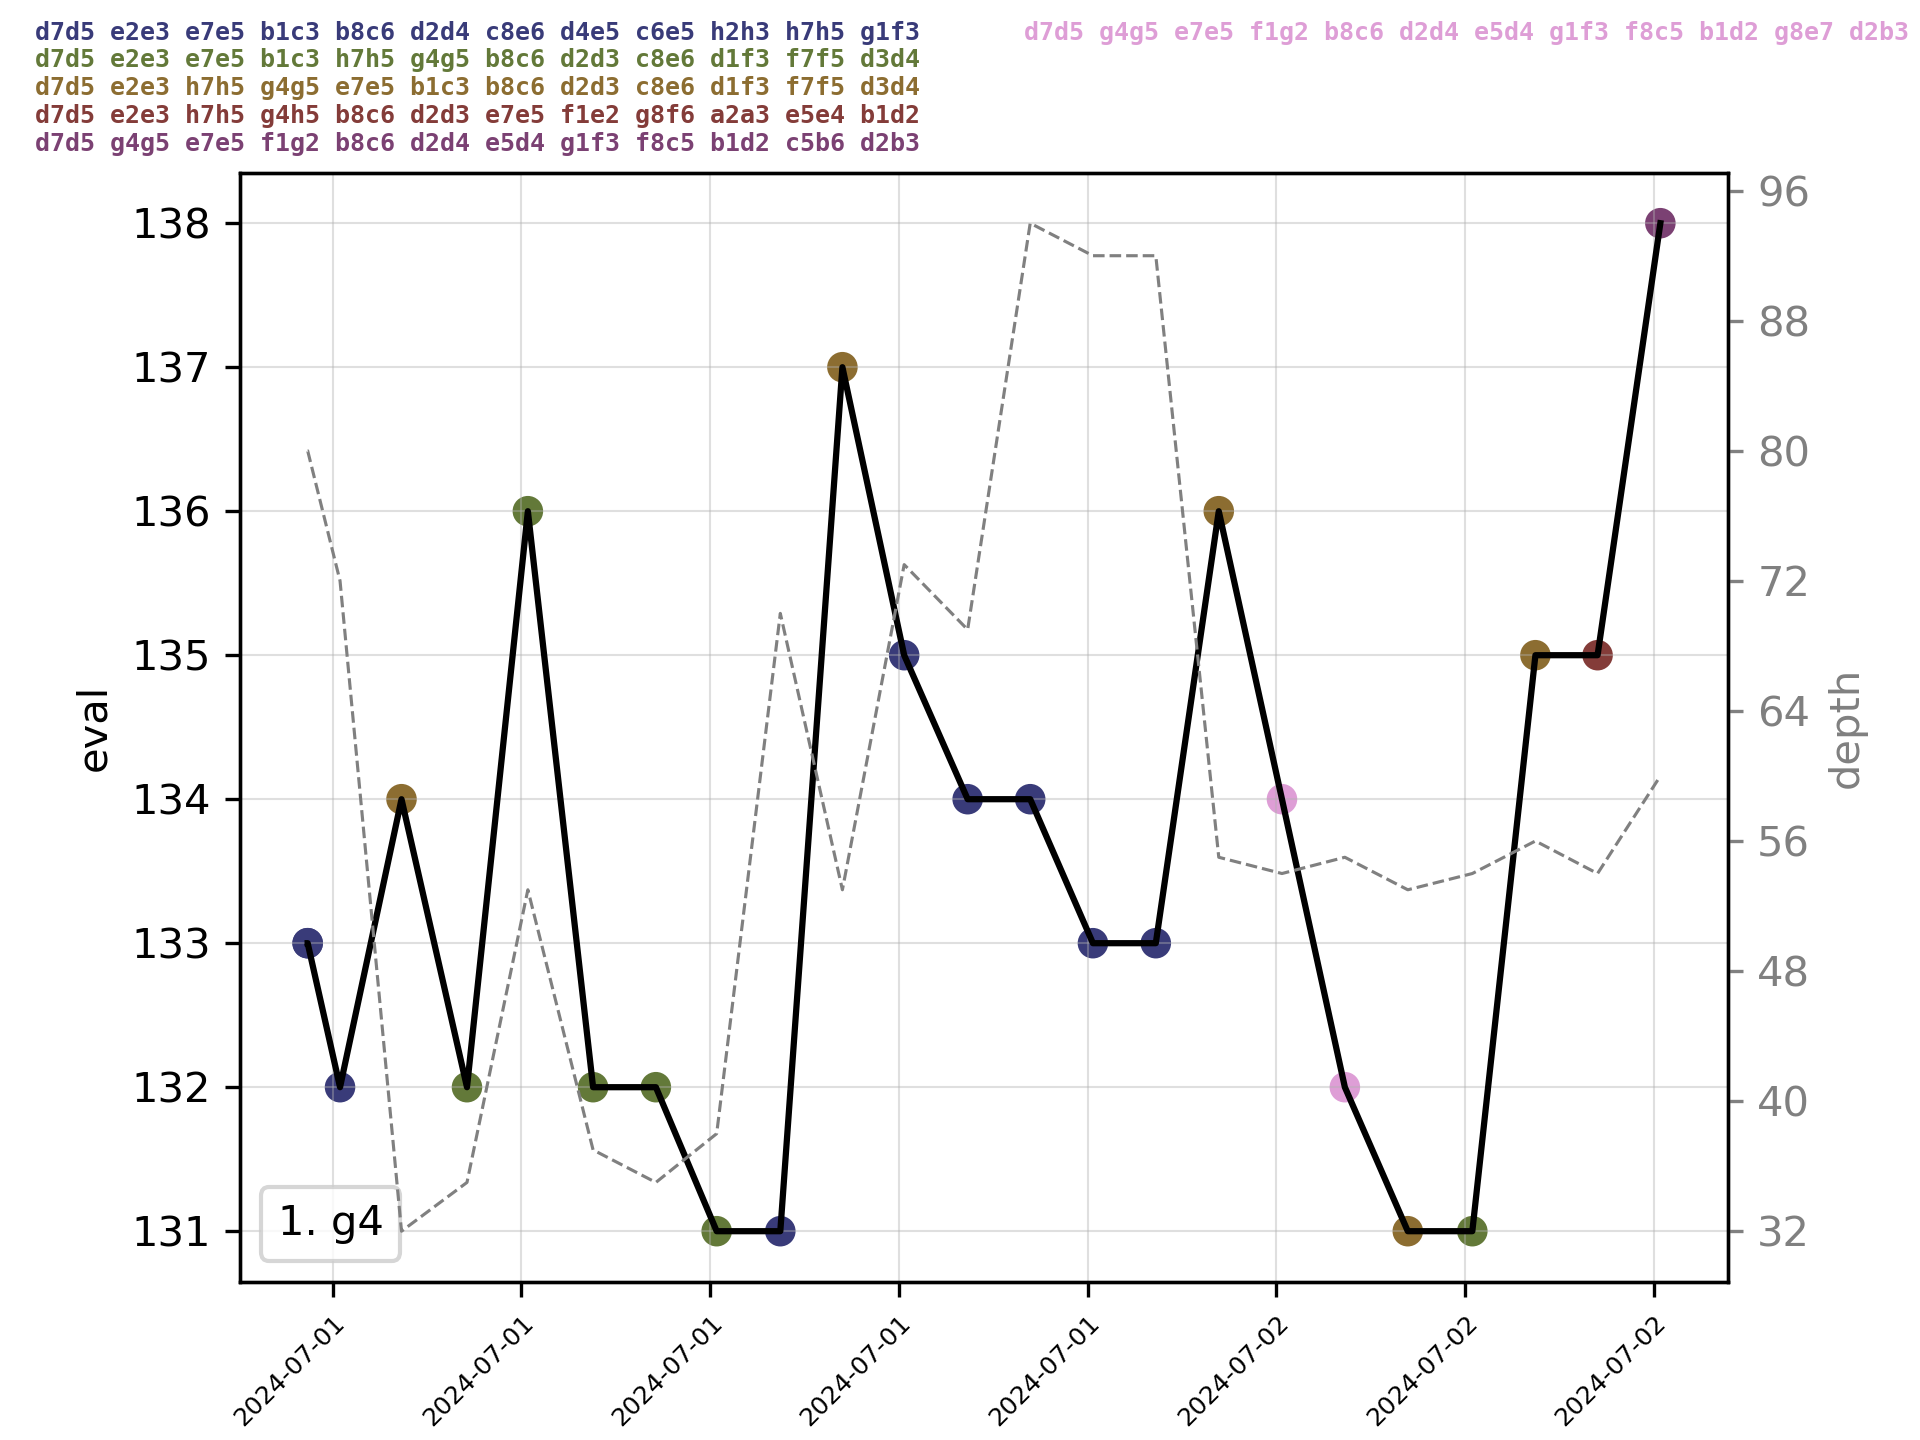 d7d5 e2e3 e7e5 b1c3 b8c6 d2d4 c8e6 d4e5 c6e5 h2h3 h7h5 g1f3
d7d5 e2e3 e7e5 b1c3 h7h5 g4g5 b8c6 d2d3 c8e6 d1f3 f7f5 d3d4
d7d5 e2e3 h7h5 g4g5 e7e5 b1c3 b8c6 d2d3 c8e6 d1f3 f7f5 d3d4
d7d5 e2e3 h7h5 g4h5 b8c6 d2d3 e7e5 f1e2 g8f6 a2a3 e5e4 b1d2
d7d5 g4g5 e7e5 f1g2 b8c6 d2d4 e5d4 g1f3 f8c5 b1d2 c5b6 d2b3
d7d5 g4g5 e7e5 f1g2 b8c6 d2d4 e5d4 g1f3 f8c5 b1d2 g8e7 d2b3
138
137
136
135
134
133
132
131
eval
96
88
80
72
64
56
48
40
32
depth
1. g4
2024-07-01
2024-07-01
2024-07-01
2024-07-01
2024-07-01
2024-07-02
2024-07-02
2024-07-02